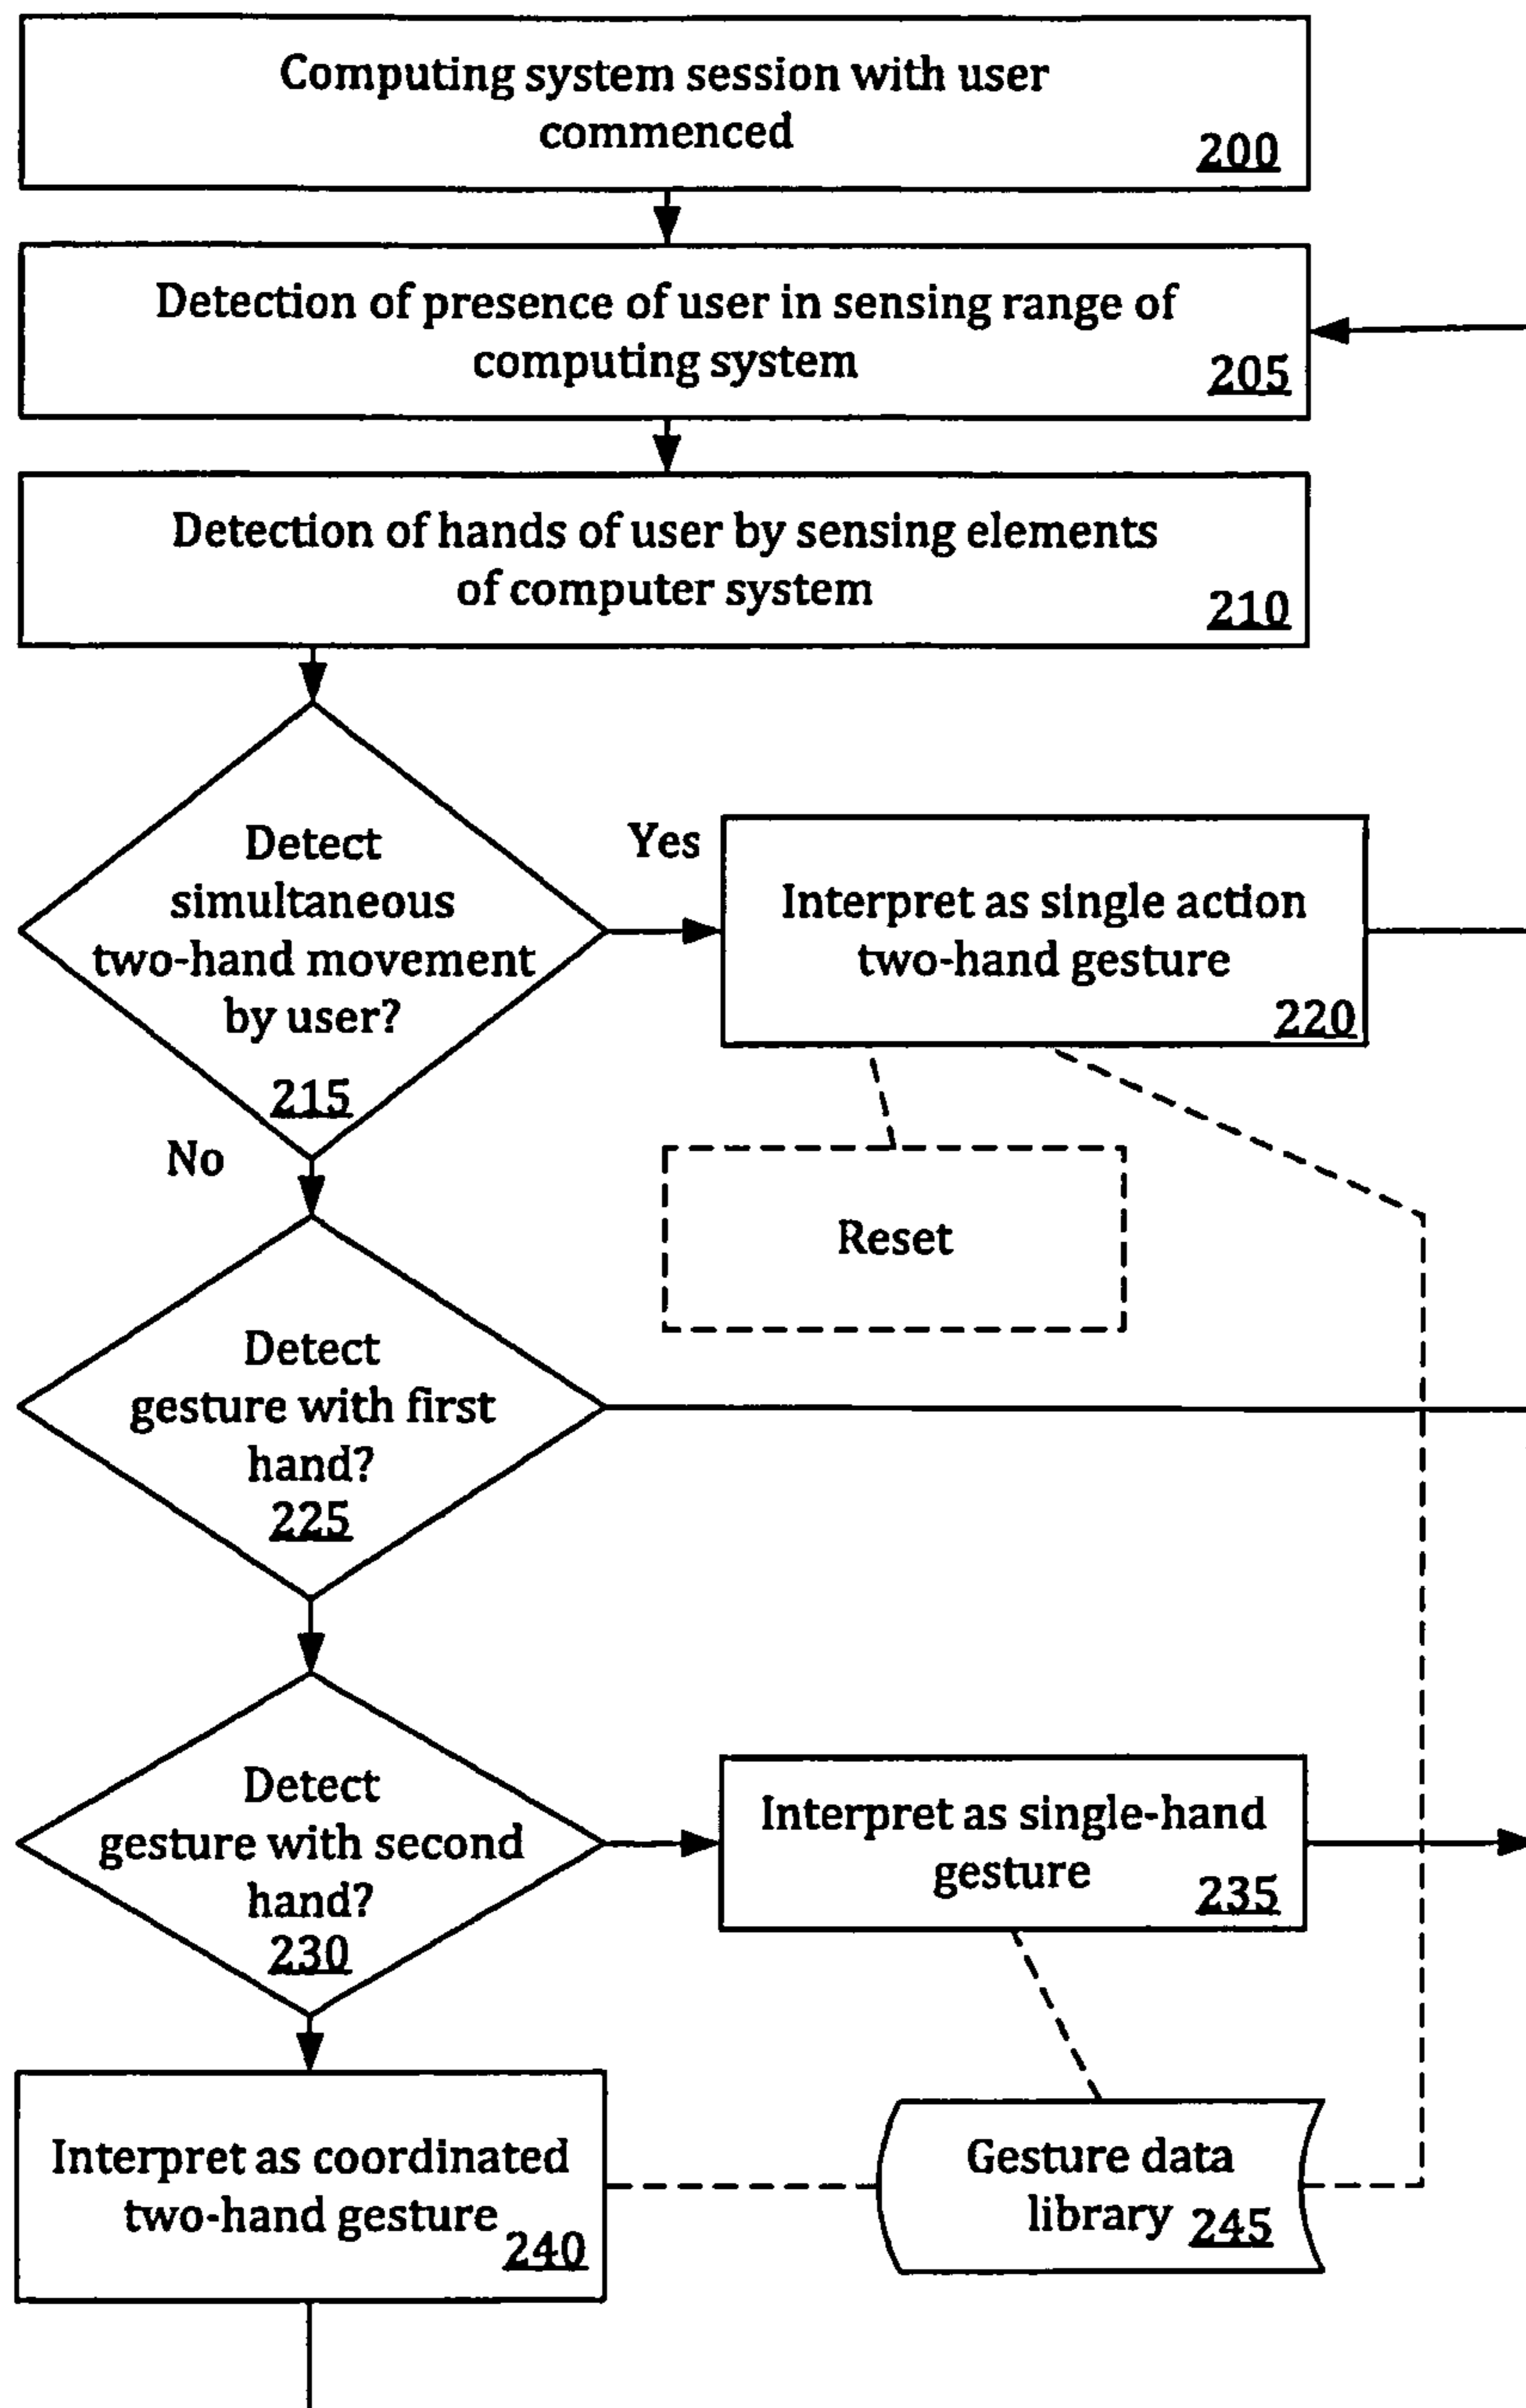 Computing system session with user
commenced
200
Detection of presence of user in sensing range of
computing system
205
Detection of hands of user by sensing elements
of computer system
210
Detect
simultaneous
two-hand movement
by user?
215
Yes
Interpret as single action
two-hand gesture
220
No
Reset
Detect
gesture with first
hand?
225
Detect
gesture with second
hand?
230
Interpret as single-hand
gesture
235
Interpret as coordinated
two-hand gesture
240
Gesture data
library 245